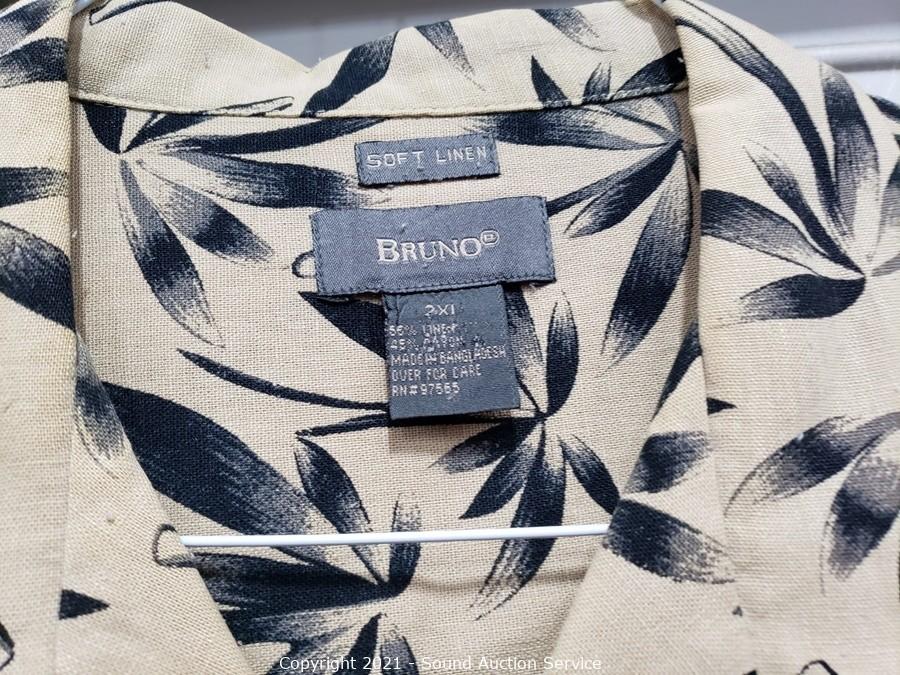 SOFT LINEN
BRUNO®
2XL
55% LINEN
45%
MADE IN BANGLADESH
OVER FOR CARE
RN# 97565
Copyright 2021 - Sound Auction Service